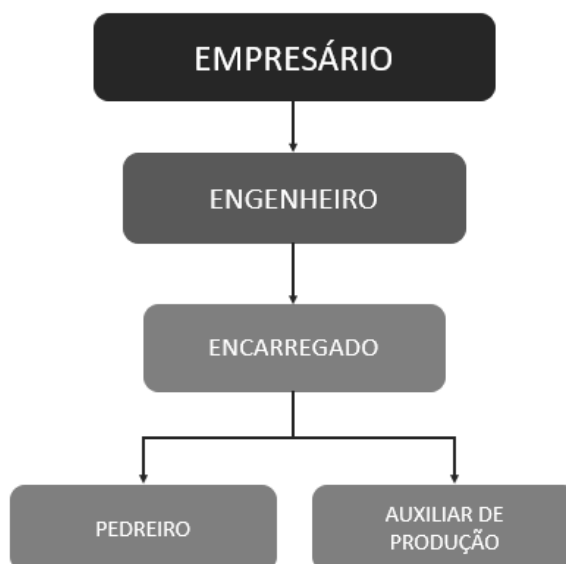 EMPRESÁRIO
ENGENHEIRO
ENCARREGADO
PEDREIRO
AUXILIAR DE
PRODUÇÃO